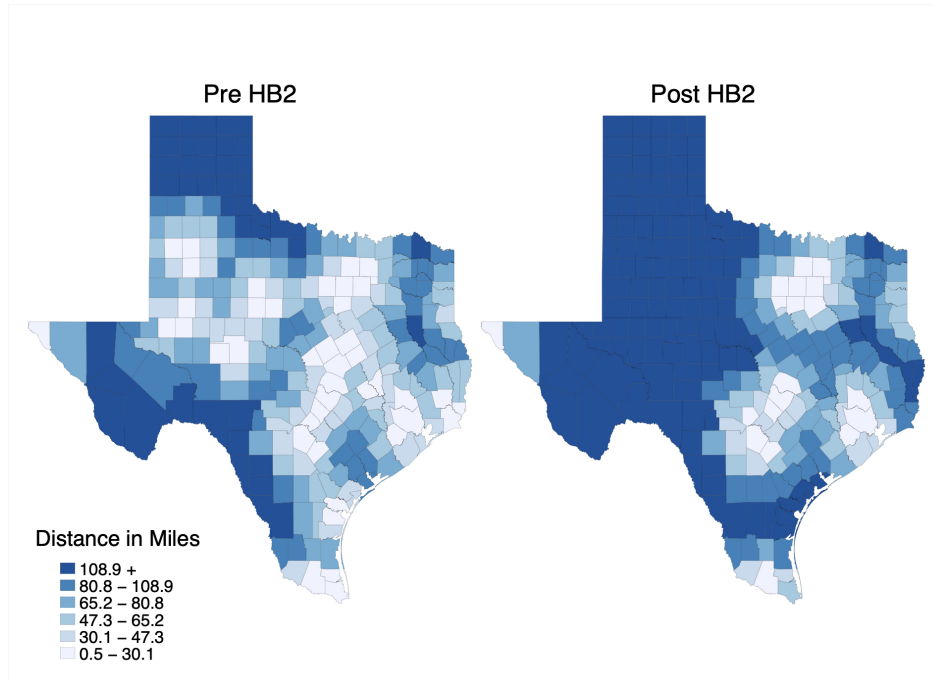 Pre HB2
Post HB2
Distance in Miles
108.9 +
80.8 – 108.9
65.2 – 80.8
47.3 – 65.2
30.1 – 47.3
0.5 – 30.1